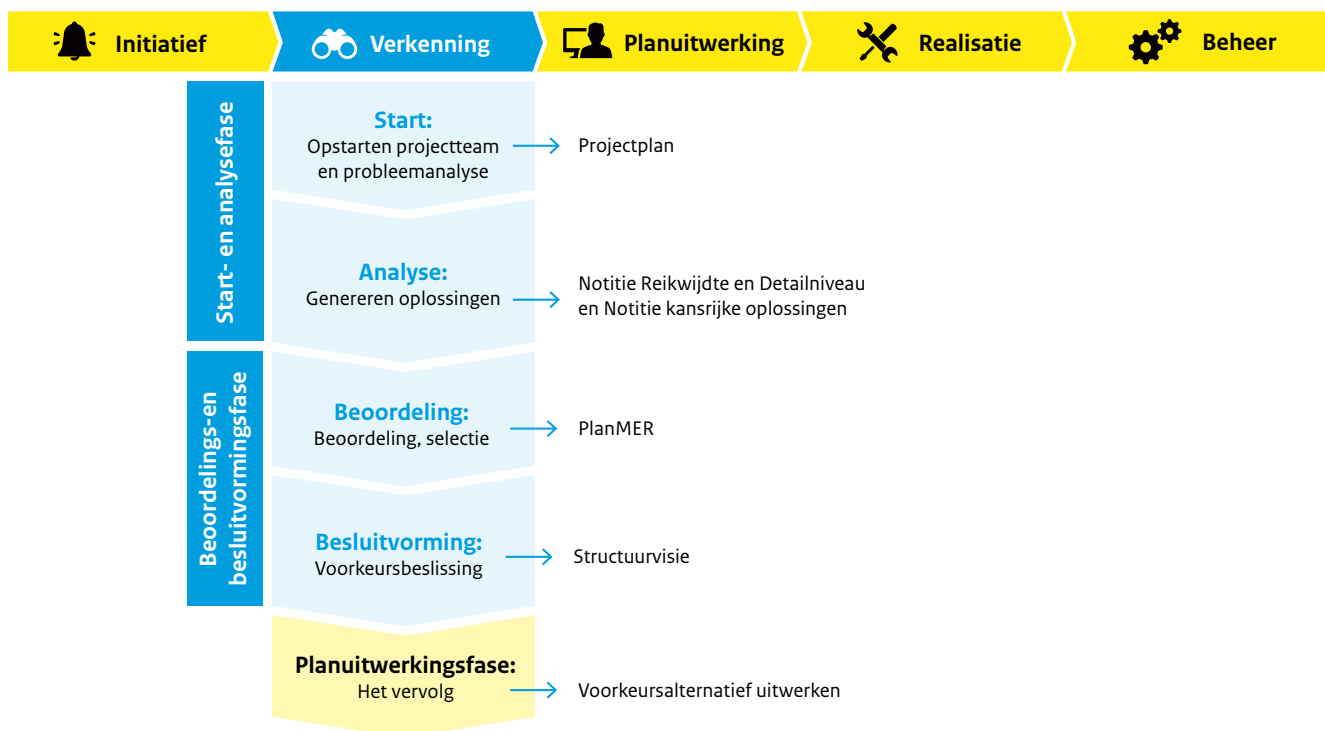 Initiatief
Verkenning
Planuitwerking
Realisatie
Beheer
Start- en analysefase
Start:
Opstarten projectteam
en probleemanalyse
Projectplan
Analyse:
Genereren oplossingen
Notitie Reikwijdte en Detailniveau
en Notitie kansrijke oplossingen
Beoordelings-en
besluitvormingsfase
Beoordeling:
Beoordeling, selectie
PlanMER
Besluitvorming:
Voorkeursbeslissing
Structuurvisie
Planuitwerkingsfase:
Het vervolg
Voorkeursalternatief uitwerken